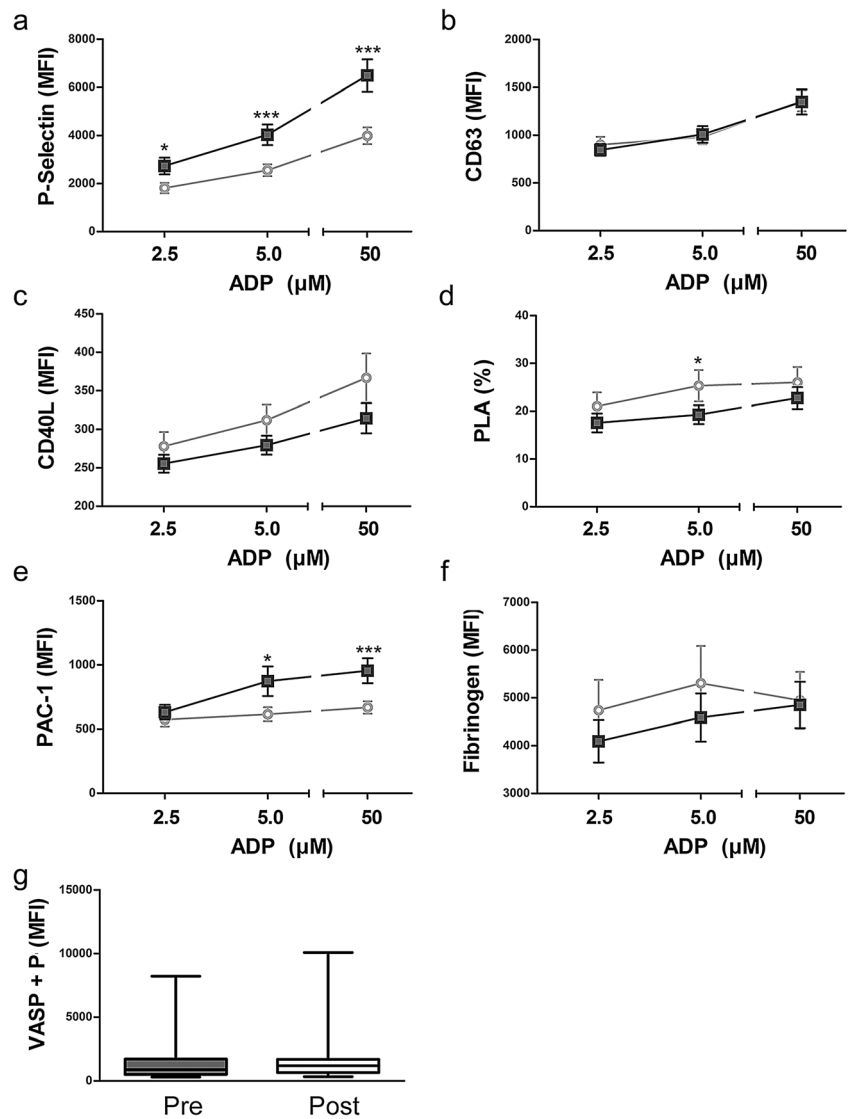 a
P-Selectin (MFI)
8000
6000
4000
2000
0
* *** ***
2.5 5.0 50
ADP (µM)
b
CD63 (MFI)
2000
1500
1000
500
0
2.5 5.0 50
ADP (µM)
c
CD40L (MFI)
450
400
350
300
250
200
2.5 5.0 50
ADP (µM)
d
PLA (%)
40
30
20
10
0
*
2.5 5.0 50
ADP (µM)
e
PAC-1 (MFI)
1500
1000
500
0
* ***
2.5 5.0 50
ADP (µM)
f
Fibrinogen (MFI)
7000
6000
5000
4000
3000
2.5 5.0 50
ADP (µM)
g
VASP + P (MFI)
15000
10000
5000
0
Pre Post